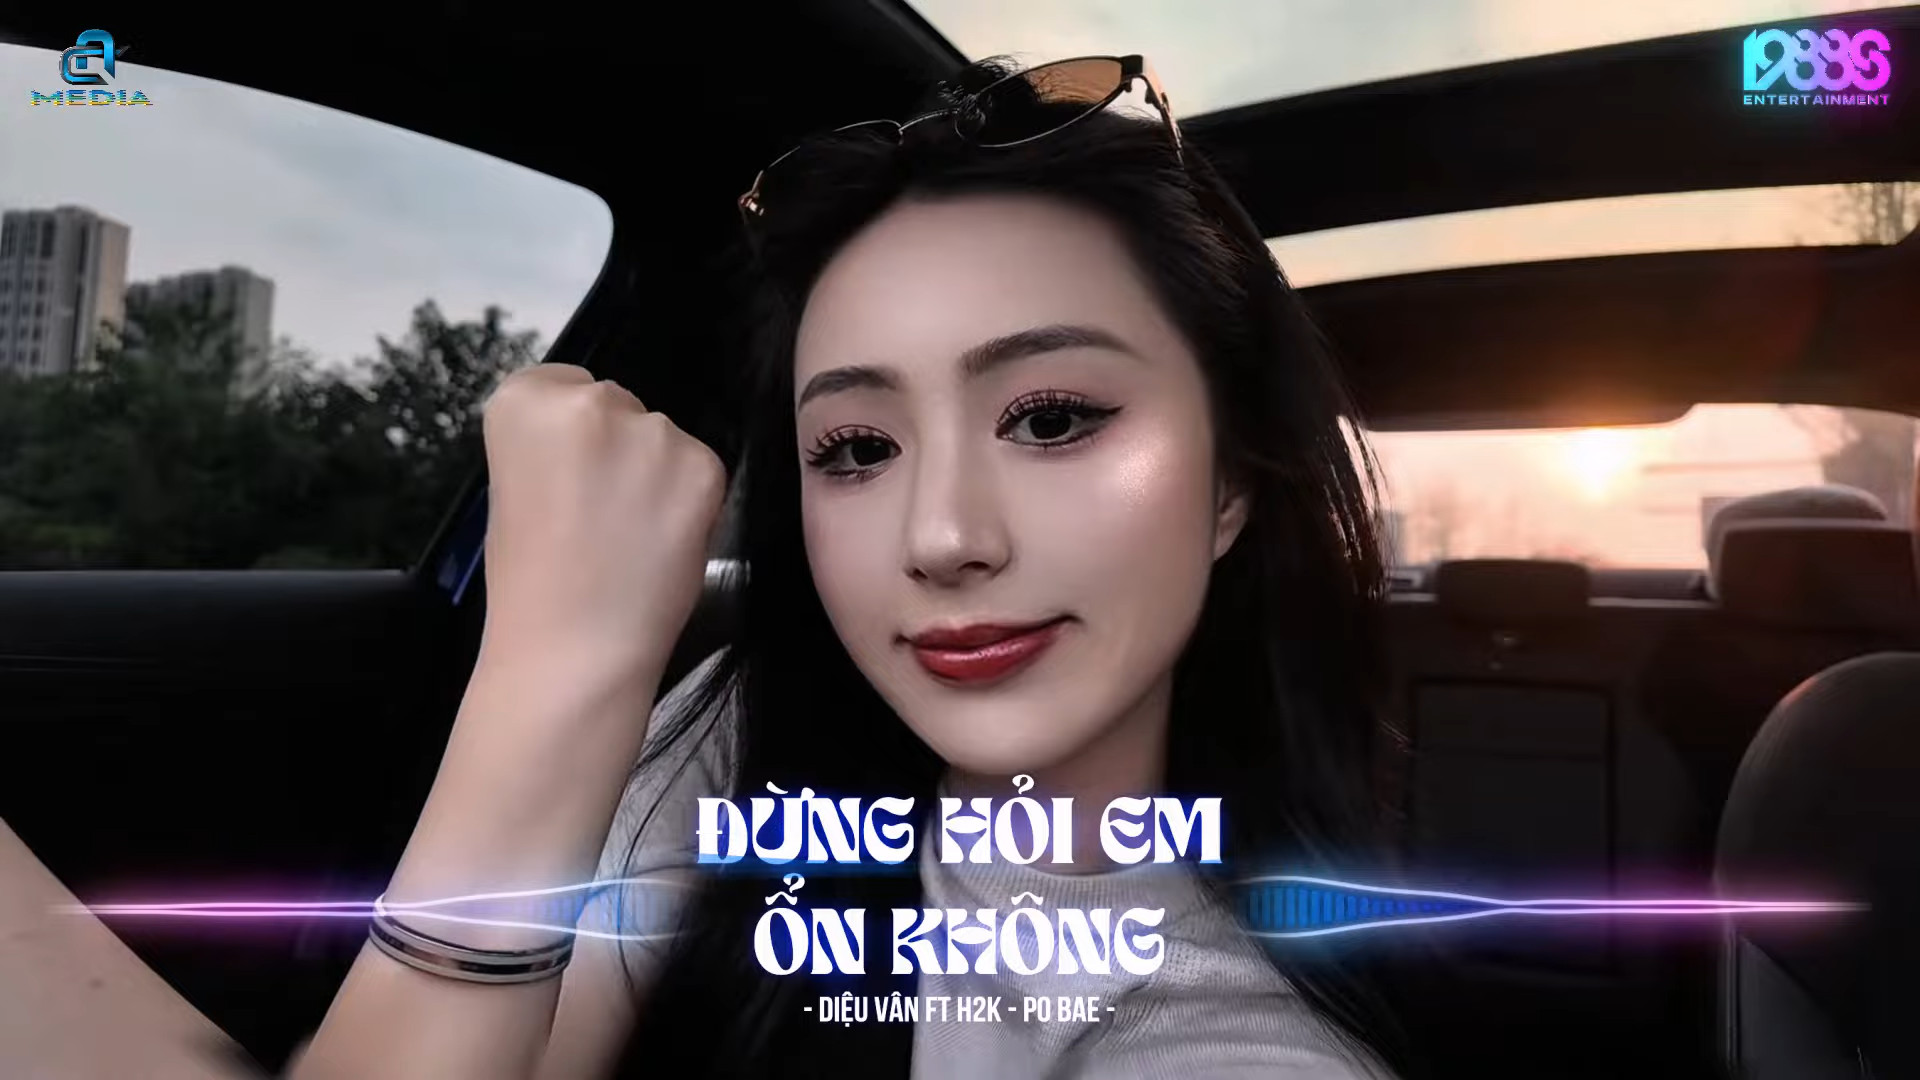 MEDIA
1988S
ENTERTAINMENT
ĐỪNG HỎI EM
ỔN KHÔNG
- DIỆU VÂN FT H2K - PO BAE -